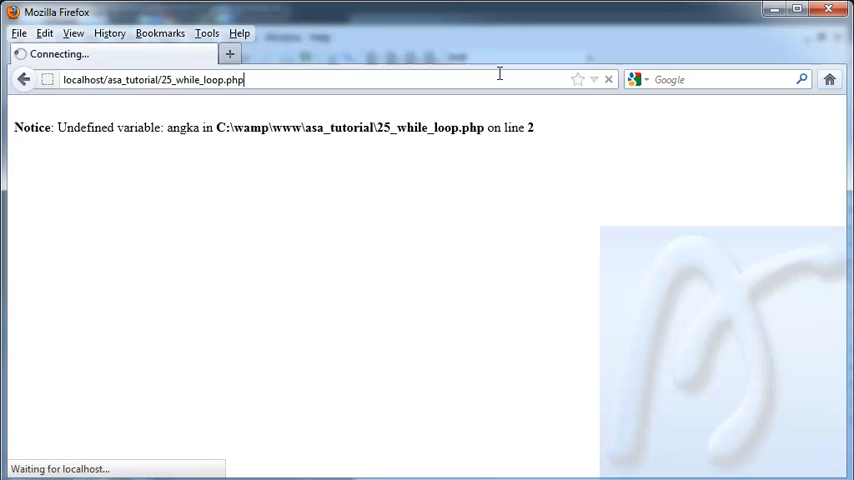 Mozilla Firefox
File Edit View History Bookmarks Tools Help
Connecting...
localhost/asa_tutorial/25_while_loop.php
Google
Notice: Undefined variable: angka in C:\wamp\www\asa_tutorial\25_while_loop.php on line 2
Waiting for localhost...